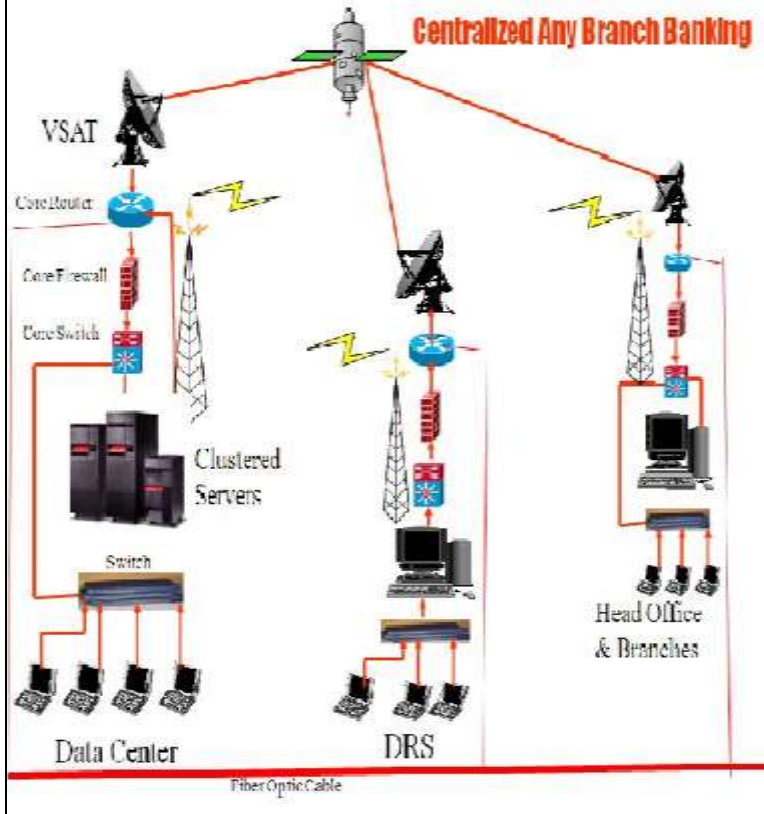 Centralized Any Branch Banking
VSAT
Core Router
Core Firewall
Core Switch
Clustered
Servers
Switch
Head Office
& Branches
Data Center
DRS
Fiber Optic Cable